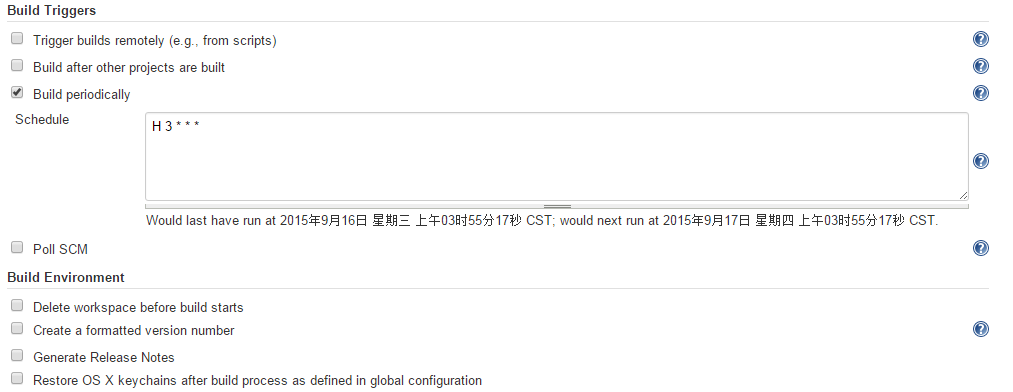 Build Triggers
Trigger builds remotely (e.g., from scripts)
Build after other projects are built
Build periodically
Schedule
H 3 * * *
Would last have run at 2015年9月16日 星期三 上午03时55分17秒 CST; would next run at 2015年9月17日 星期四 上午03时55分17秒 CST.
Poll SCM
Build Environment
Delete workspace before build starts
Create a formatted version number
Generate Release Notes
Restore OS X keychains after build process as defined in global configuration